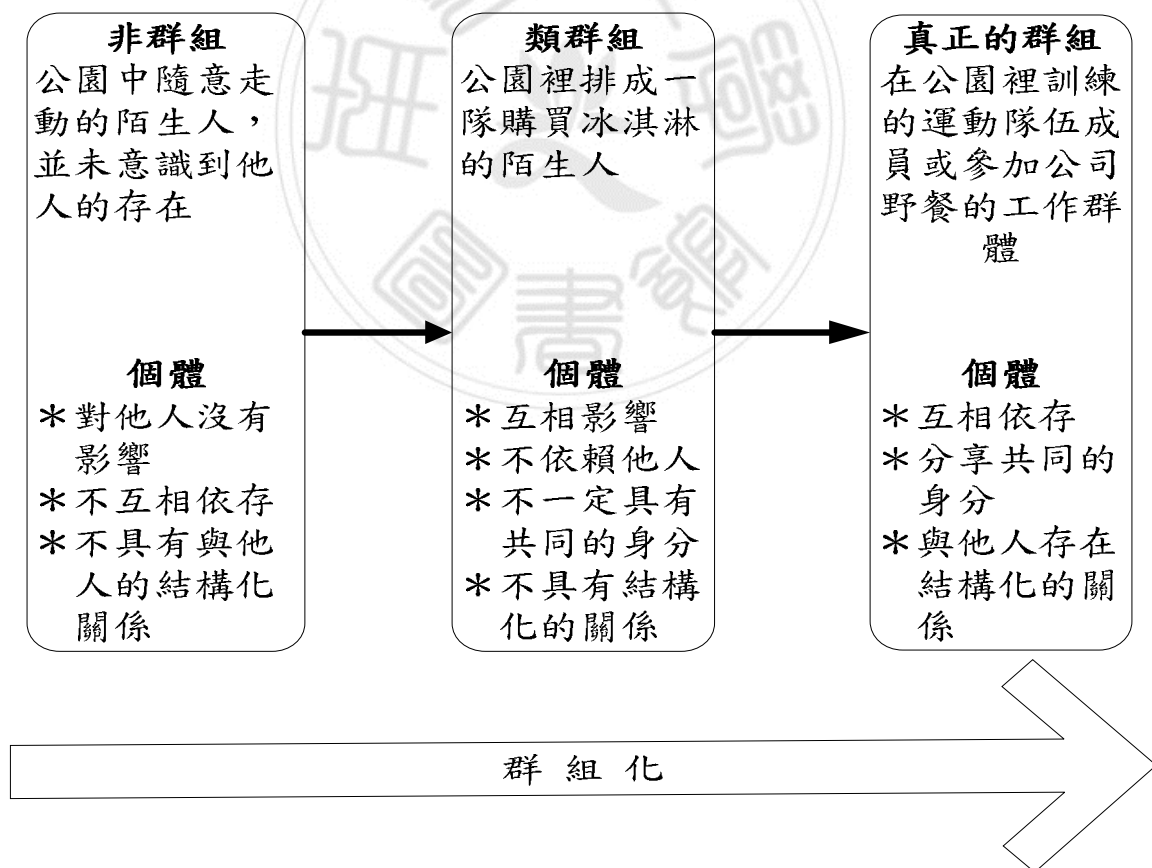 非群組
公園中隨意走
動的陌生人，
並未意識到他
人的存在
個體
＊對他人沒有
影響
＊不互相依存
＊不具有與他
人的結構化
關係
類群組
公園裡排成一
隊購買冰淇淋
的陌生人
個體
＊互相影響
＊不依賴他人
＊不一定具有
共同的身分
＊不具有結構
化的關係
真正的群組
在公園裡訓練
的運動隊伍成
員或參加公司
野餐的工作群
體
個體
＊互相依存
＊分享共同的
身分
＊與他人存在
結構化的關
係
群組化